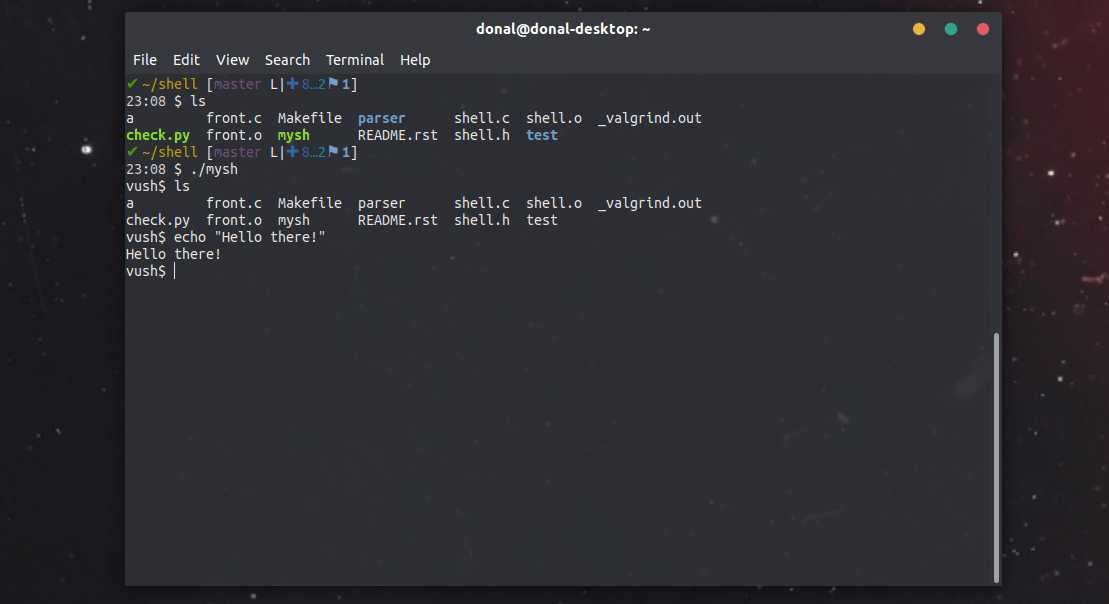 donal@donal-desktop: ~
File Edit View Search Terminal Help
✔ ~/shell [master L|✚ 8…2⚑ 1]
23:08 $ ls
a front.c Makefile parser shell.c shell.o _valgrind.out
check.py front.o mysh README.rst shell.h test
✔ ~/shell [master L|✚ 8…2⚑ 1]
23:08 $ ./mysh
vush$ ls
a front.c Makefile parser shell.c shell.o _valgrind.out
check.py front.o mysh README.rst shell.h test
vush$ echo "Hello there!"
Hello there!
vush$